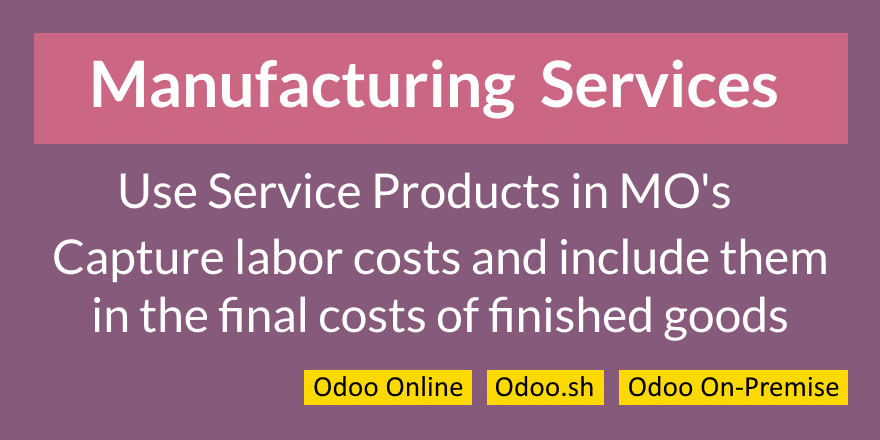 Manufacturing Services
Use Service Products in MO's
Capture labor costs and include them
in the final costs of finished goods
Odoo Online Odoo.sh Odoo On-Premise